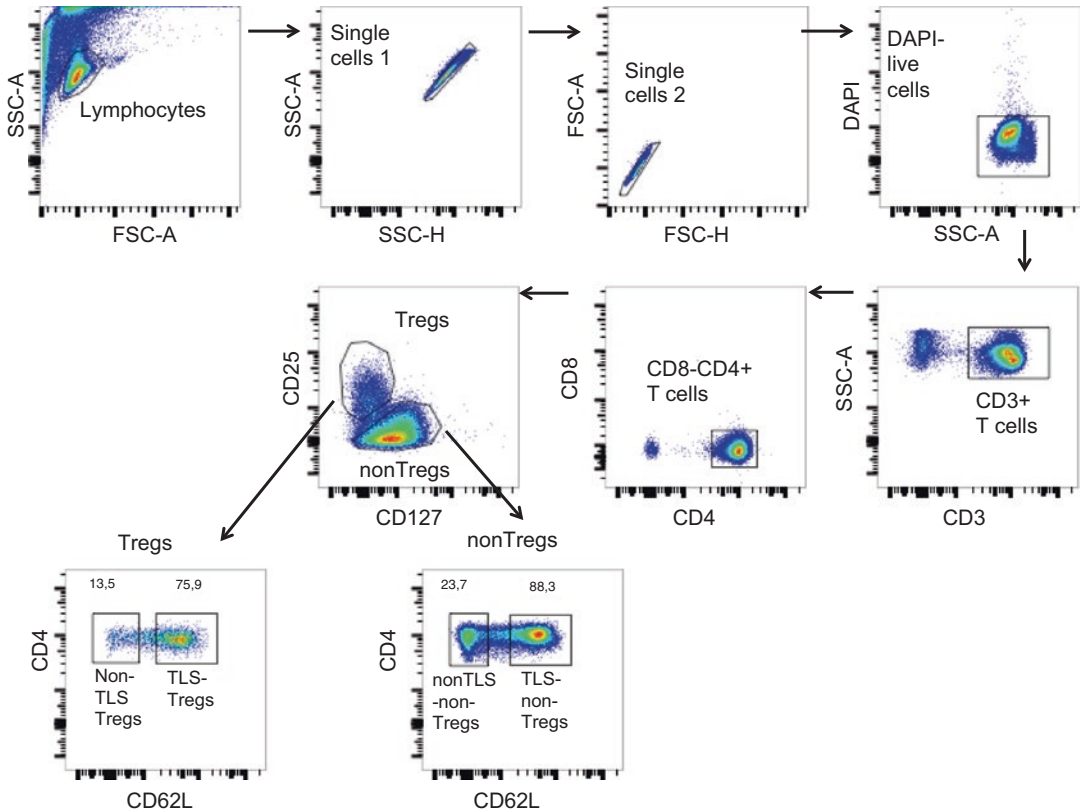 SSC-A
Lymphocytes
FSC-A
Single
cells 1
SSC-A
SSC-H
Single
cells 2
FSC-A
FSC-H
DAPI-
live
cells
DAPI
SSC-A
Tregs
CD25
nonTregs
CD127
CD8
CD8-CD4+
T cells
CD4
SSC-A
CD3+
T cells
CD3
Tregs
13,5
75,9
CD4
Non-
TLS
Tregs
TLS-
Tregs
CD62L
nonTregs
23,7
88,3
CD4
nonTLS
-non-
Tregs
TLS-
non-
Tregs
CD62L